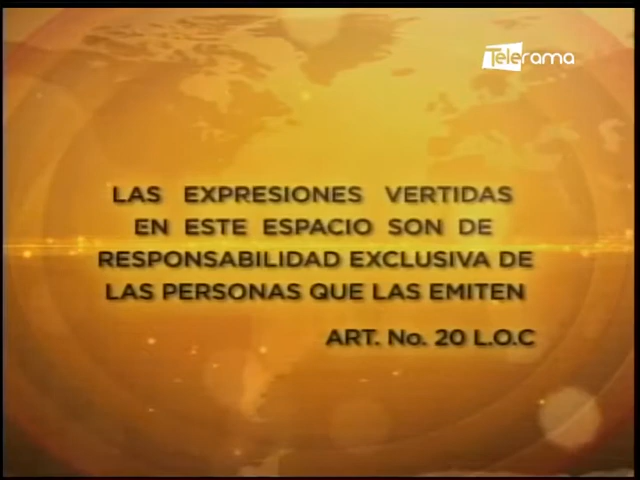 Telerama
LAS EXPRESIONES VERTIDAS
EN ESTE ESPACIO SON DE
RESPONSABILIDAD EXCLUSIVA DE
LAS PERSONAS QUE LAS EMITEN
ART. No. 20 L.O.C